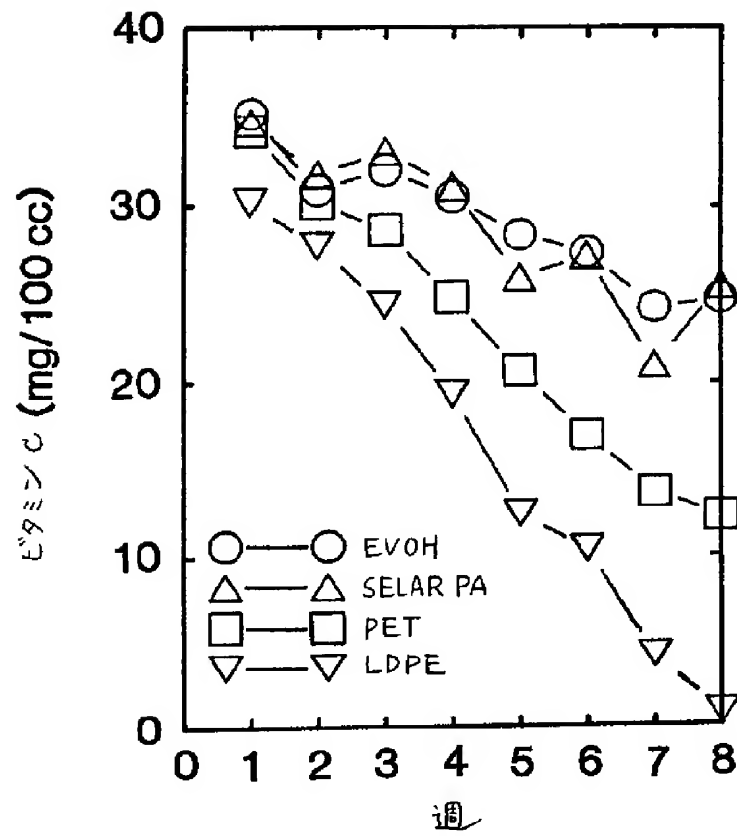 40
30
20
10
0
ビタミンC (mg/100cc)
EVOH
SELAR PA
PET
LDPE
0 1 2 3 4 5 6 7 8
週